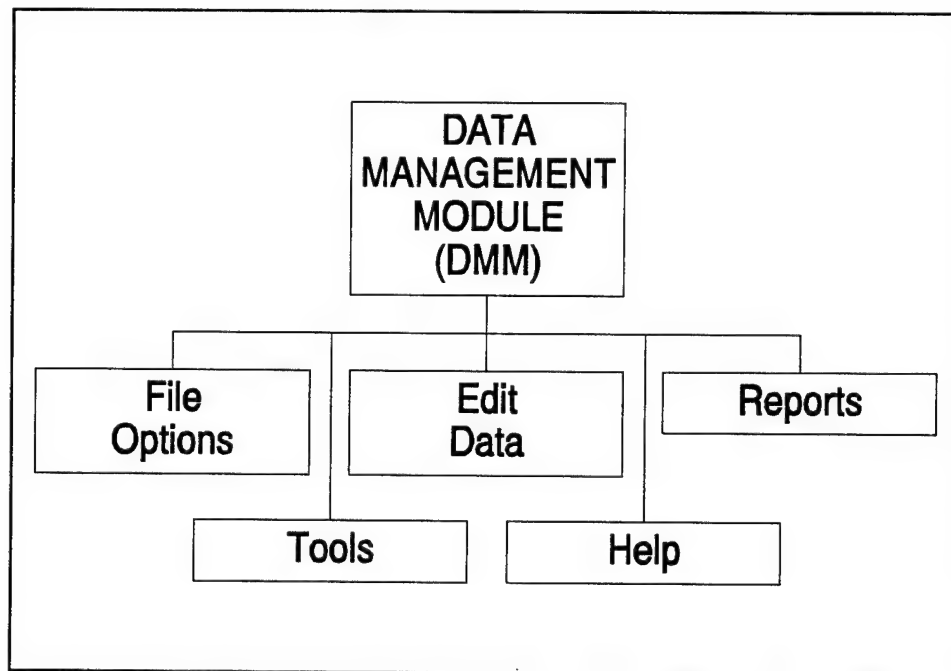 DATA
MANAGEMENT
MODULE
(DMM)
File
Options
Edit
Data
Reports
Tools
Help